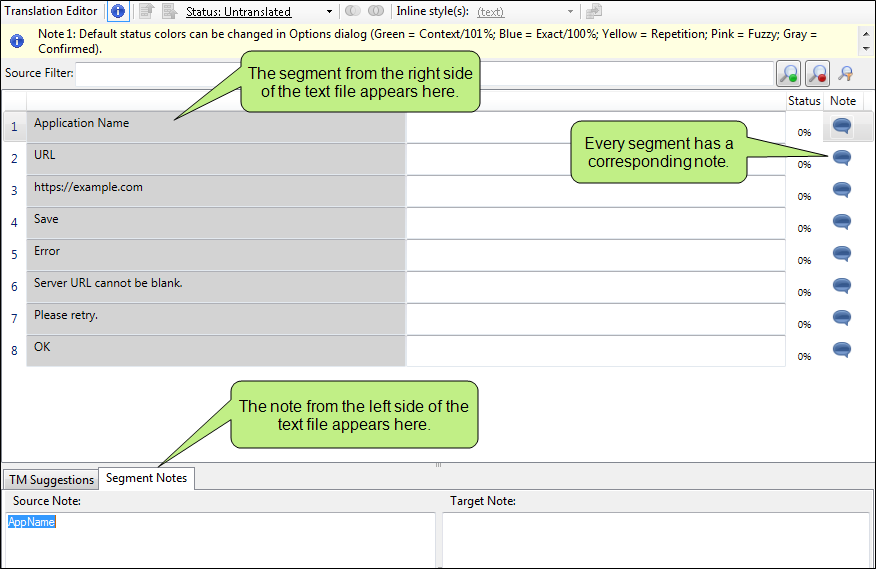 Translation Editor Status: Untranslated Inline style(s): (text)
Note 1: Default status colors can be changed in Options dialog (Green = Context/101%; Blue = Exact/100%; Yellow = Repetition; Pink = Fuzzy; Gray =
Confirmed).
Source Filter:
The segment from the right side
of the text file appears here.
Status Note
1 Application Name 0%
Every segment has a
corresponding note.
2 URL 0%
3 https://example.com 0%
4 Save 0%
5 Error 0%
6 Server URL cannot be blank. 0%
7 Please retry. 0%
8 OK 0%
The note from the left side of the
text file appears here.
TM Suggestions Segment Notes
Source Note: Target Note:
AppName